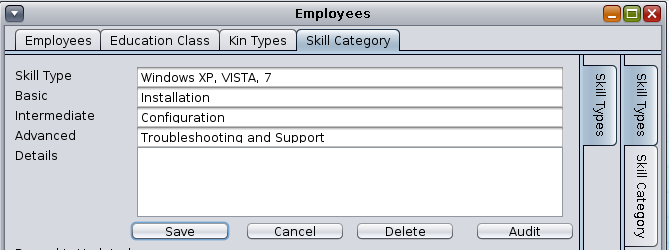 Employees
Employees Education Class Kin Types Skill Category
Skill Type Windows XP, VISTA, 7
Basic Installation
Intermediate Configuration
Advanced Troubleshooting and Support
Details
Save Cancel Delete Audit
Skill Types
Skill Types
Skill Category